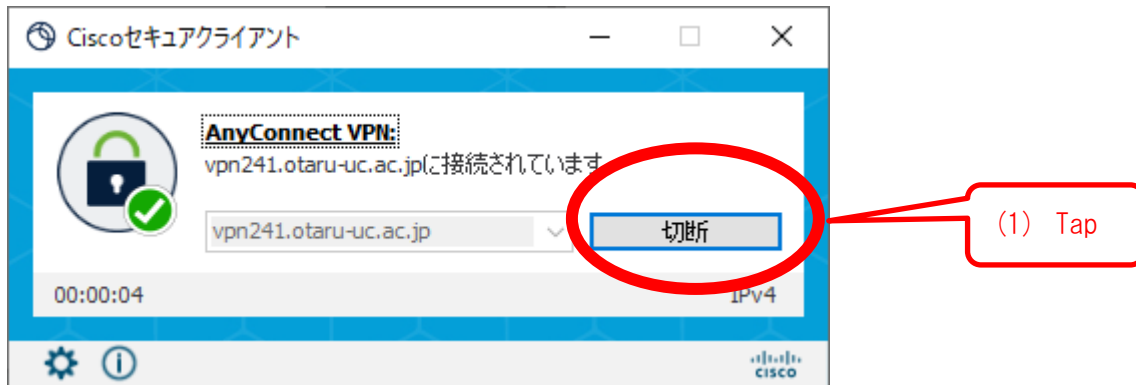 Ciscoセキュアクライアント
AnyConnect VPN:
vpn241.otaru-uc.ac.jpに接続されています
vpn241.otaru-uc.ac.jp
切断
(1) Tap
00:00:04
IPv4
cisco